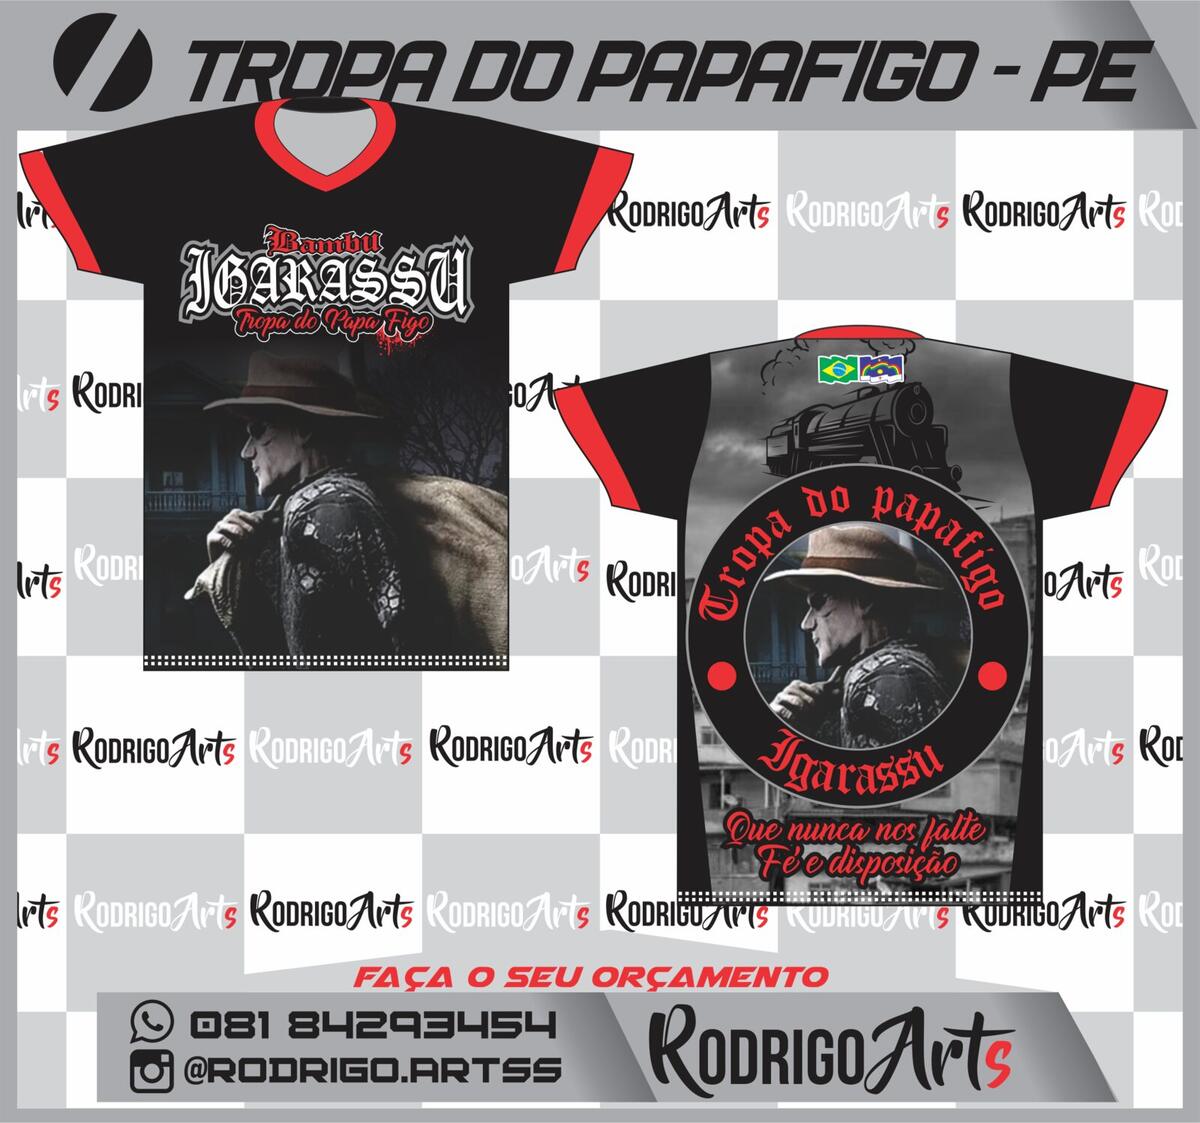 TROPA DO PAPAFIGO - PE
Bambu
IGARASSU
Tropa do Papa Figo
Tropa do papafigo
Igarassu
Que nunca nos falte
Fé e disposição
RODRIGOArts
FAÇA O SEU ORÇAMENTO
081 84293454
@RODRIGO.ARTSS
RODRIGOArts